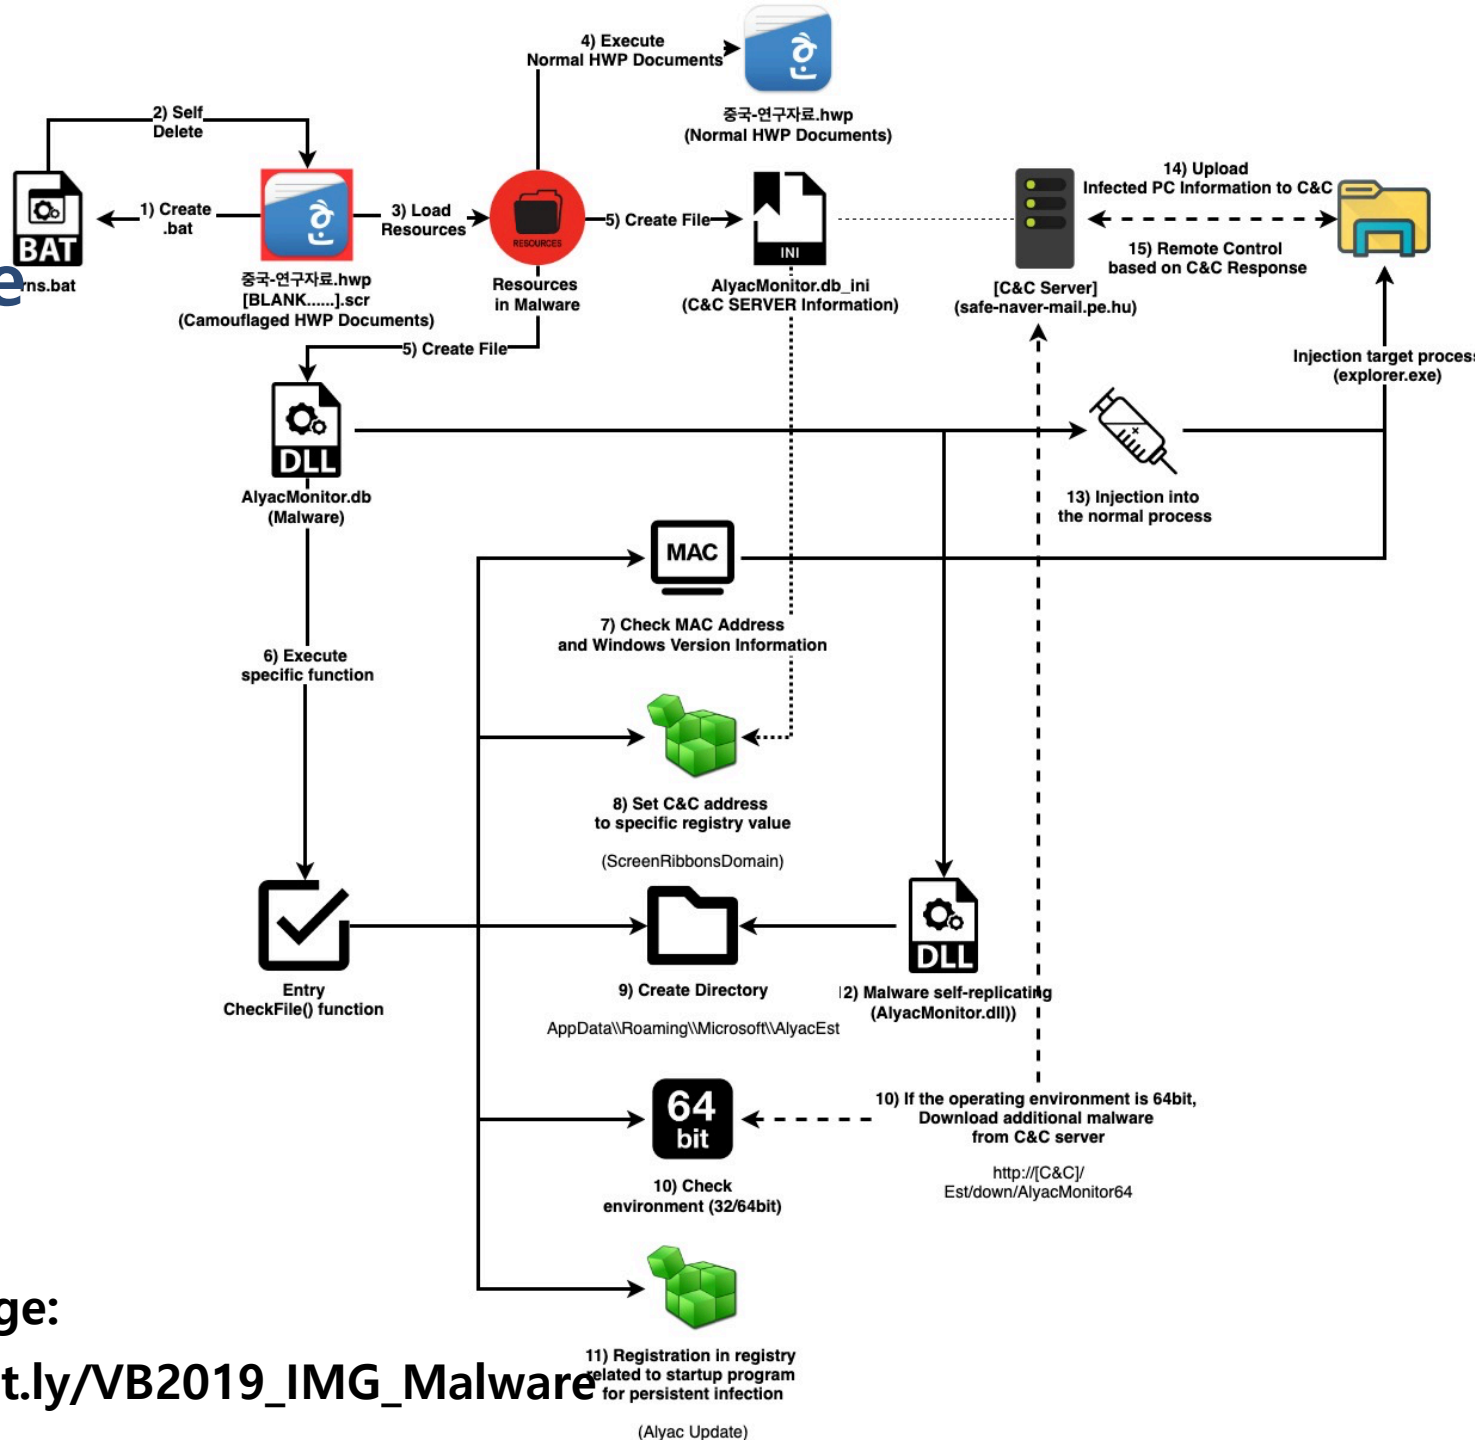 4) Execute
Normal HWP Documents
중국-연구자료.hwp
(Normal HWP Documents)
2) Self
Delete
BAT
rns.bat
e
1) Create
.bat
중국-연구자료.hwp
[BLANK......].scr
(Camouflaged HWP Documents)
3) Load
Resources
RESOURCES
Resources
in Malware
5) Create File
INI
AlyacMonitor.db_ini
(C&C SERVER Information)
[C&C Server]
(safe-naver-mail.pe.hu)
14) Upload
Infected PC Information to C&C
15) Remote Control
based on C&C Response
Injection target process
(explorer.exe)
5) Create File
DLL
AlyacMonitor.db
(Malware)
13) Injection into
the normal process
MAC
7) Check MAC Address
and Windows Version Information
6) Execute
specific function
8) Set C&C address
to specific registry value
(ScreenRibbonsDomain)
Entry
CheckFile() function
9) Create Directory
AppData\\Roaming\\Microsoft\\AlyacEst
DLL
12) Malware self-replicating
(AlyacMonitor.dll))
64
bit
10) Check
environment (32/64bit)
10) If the operating environment is 64bit,
Download additional malware
from C&C server
http://[C&C]/
Est/down/AlyacMonitor64
11) Registration in registry
related to startup program
for persistent infection
(Alyac Update)
ge:
t.ly/VB2019_IMG_Malware